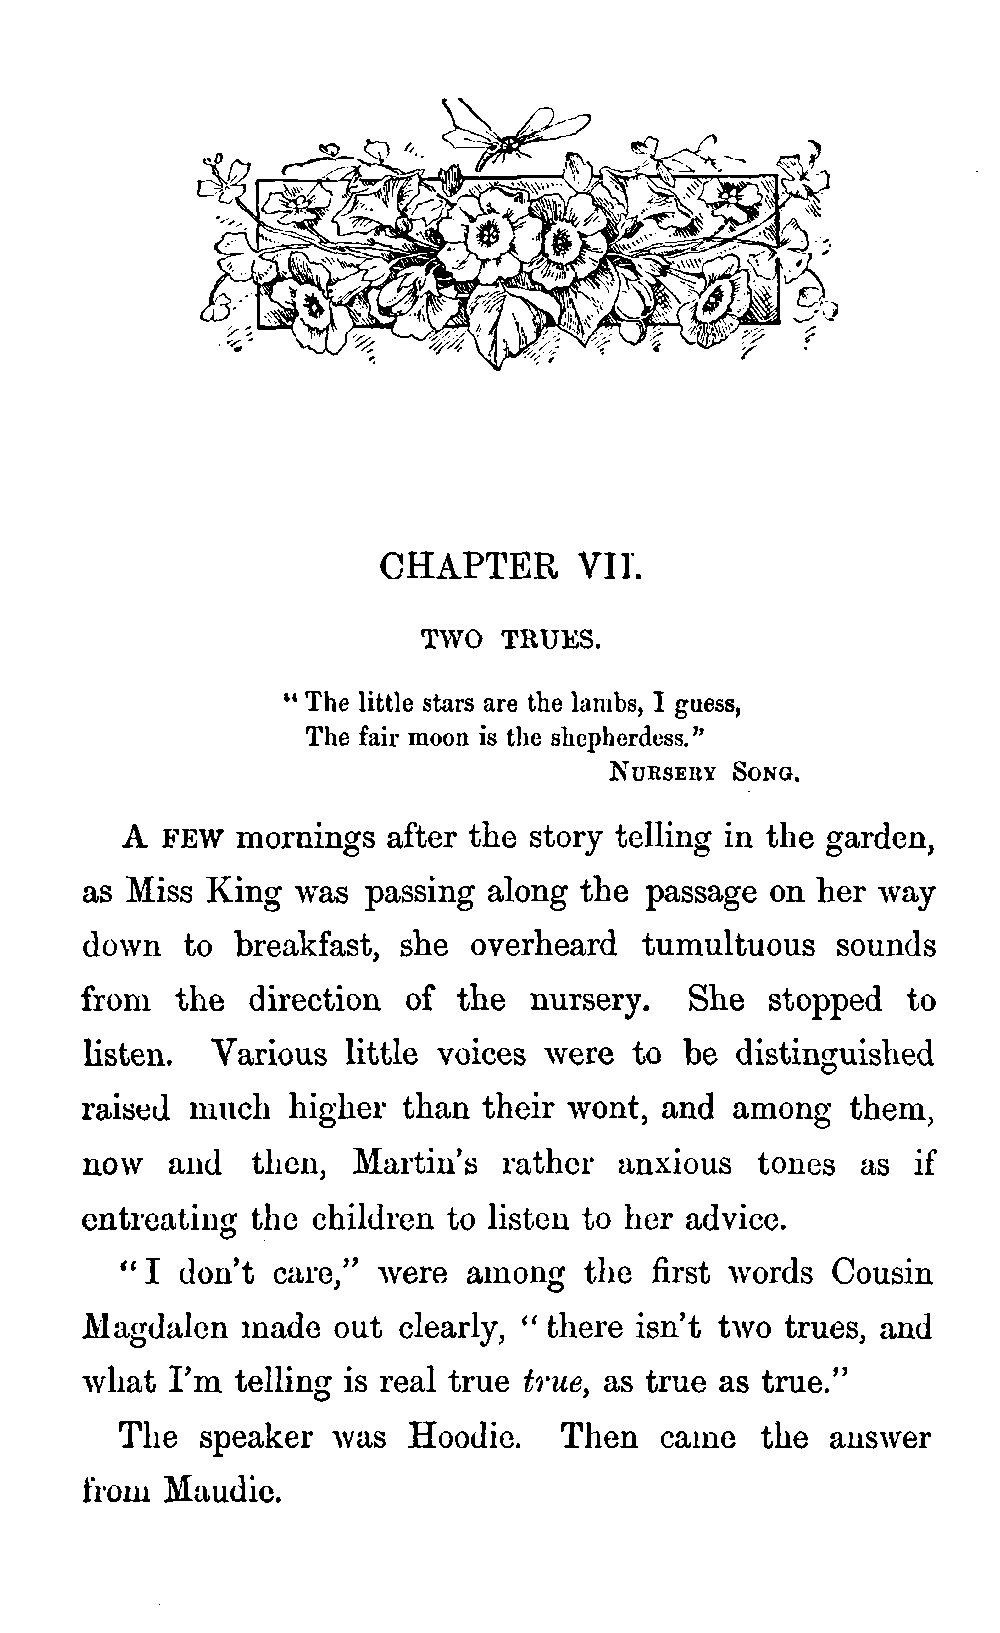 CHAPTER VII.
TWO TRUES.
“ The little stars are the lambs, I guess,
The fair moon is the shepherdess.”
NURSERY SONG.
A FEW mornings after the story telling in the garden,
as Miss King was passing along the passage on her way
down to breakfast, she overheard tumultuous sounds
from the direction of the nursery. She stopped to
listen. Various little voices were to be distinguished
raised much higher than their wont, and among them,
now and then, Martin’s rather anxious tones as if
entreating the children to listen to her advice.
“ I don’t care,” were among the first words Cousin
Magdalen made out clearly, “ there isn’t two trues, and
what I’m telling is real true true, as true as true.”
The speaker was Hoodie. Then came the answer
from Maudie.